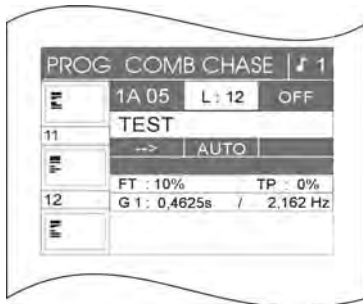 PROG COMB CHASE ♪ 1
1A 05 L: 12 OFF
TEST
11
--> AUTO
FT : 10% TP : 0%
12 G 1: 0,4625s / 2,162 Hz